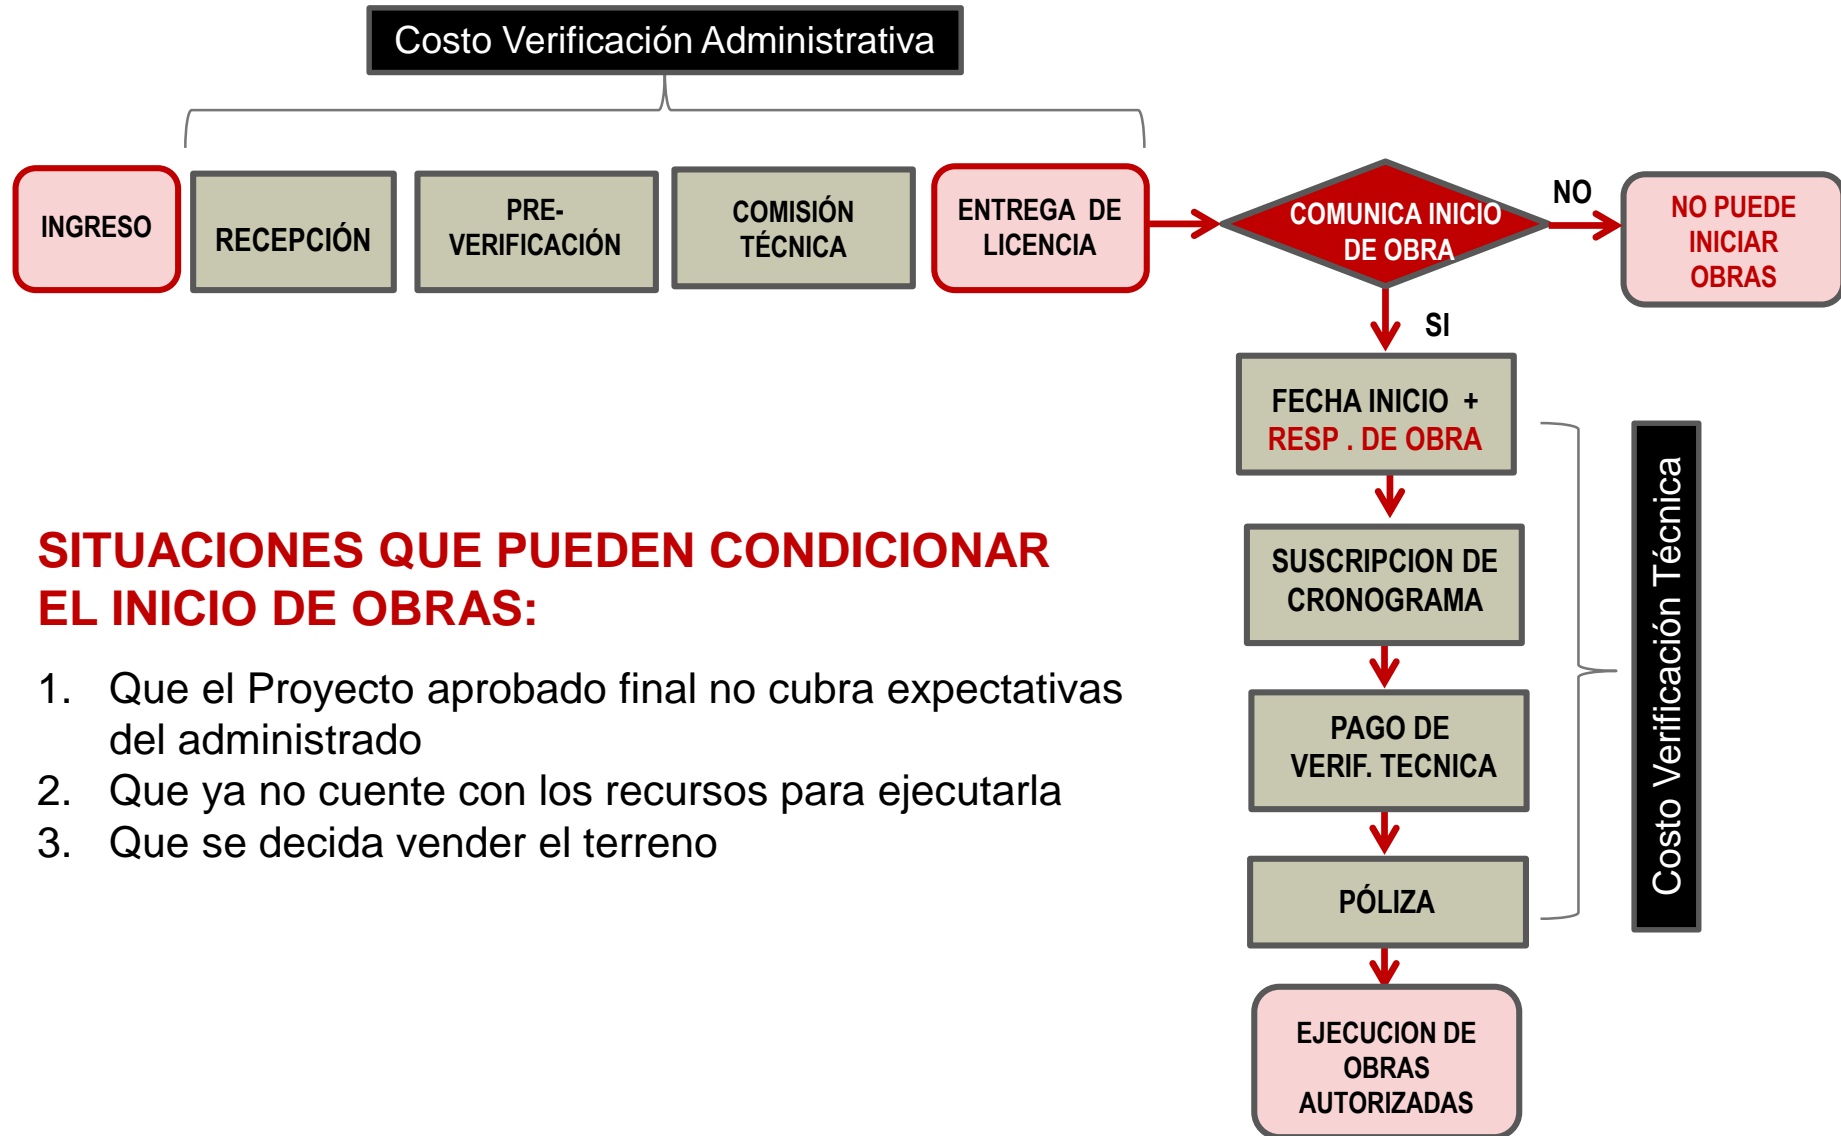 Costo Verificación Administrativa
INGRESO
RECEPCIÓN
PRE-
VERIFICACIÓN
COMISIÓN
TÉCNICA
ENTREGA DE
LICENCIA
COMUNICA INICIO
DE OBRA
NO
NO PUEDE
INICIAR
OBRAS
SI
FECHA INICIO +
RESP . DE OBRA
SUSCRIPCION DE
CRONOGRAMA
PAGO DE
VERIF. TECNICA
PÓLIZA
EJECUCION DE
OBRAS
AUTORIZADAS
Costo Verificación Técnica
SITUACIONES QUE PUEDEN CONDICIONAR
EL INICIO DE OBRAS:
1. Que el Proyecto aprobado final no cubra expectativas
del administrado
2. Que ya no cuente con los recursos para ejecutarla
3. Que se decida vender el terreno